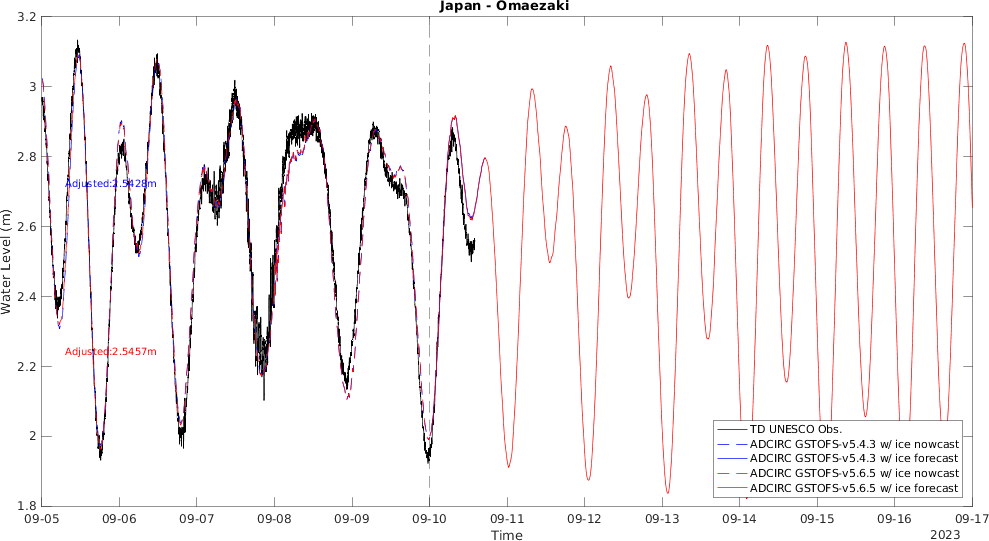 Japan - Omaezaki
3.2
3
2.8
2.6
2.4
2.2
2
1.8
Water Level (m)
Adjusted:2.5428m
Adjusted:2.5457m
TD UNESCO Obs.
ADCIRC GSTOFS-v5.4.3 w/ ice nowcast
ADCIRC GSTOFS-v5.4.3 w/ ice forecast
ADCIRC GSTOFS-v5.6.5 w/ ice nowcast
ADCIRC GSTOFS-v5.6.5 w/ ice forecast
09-05 09-06 09-07 09-08 09-09 09-10 09-11 09-12 09-13 09-14 09-15 09-16 09-17
Time
2023